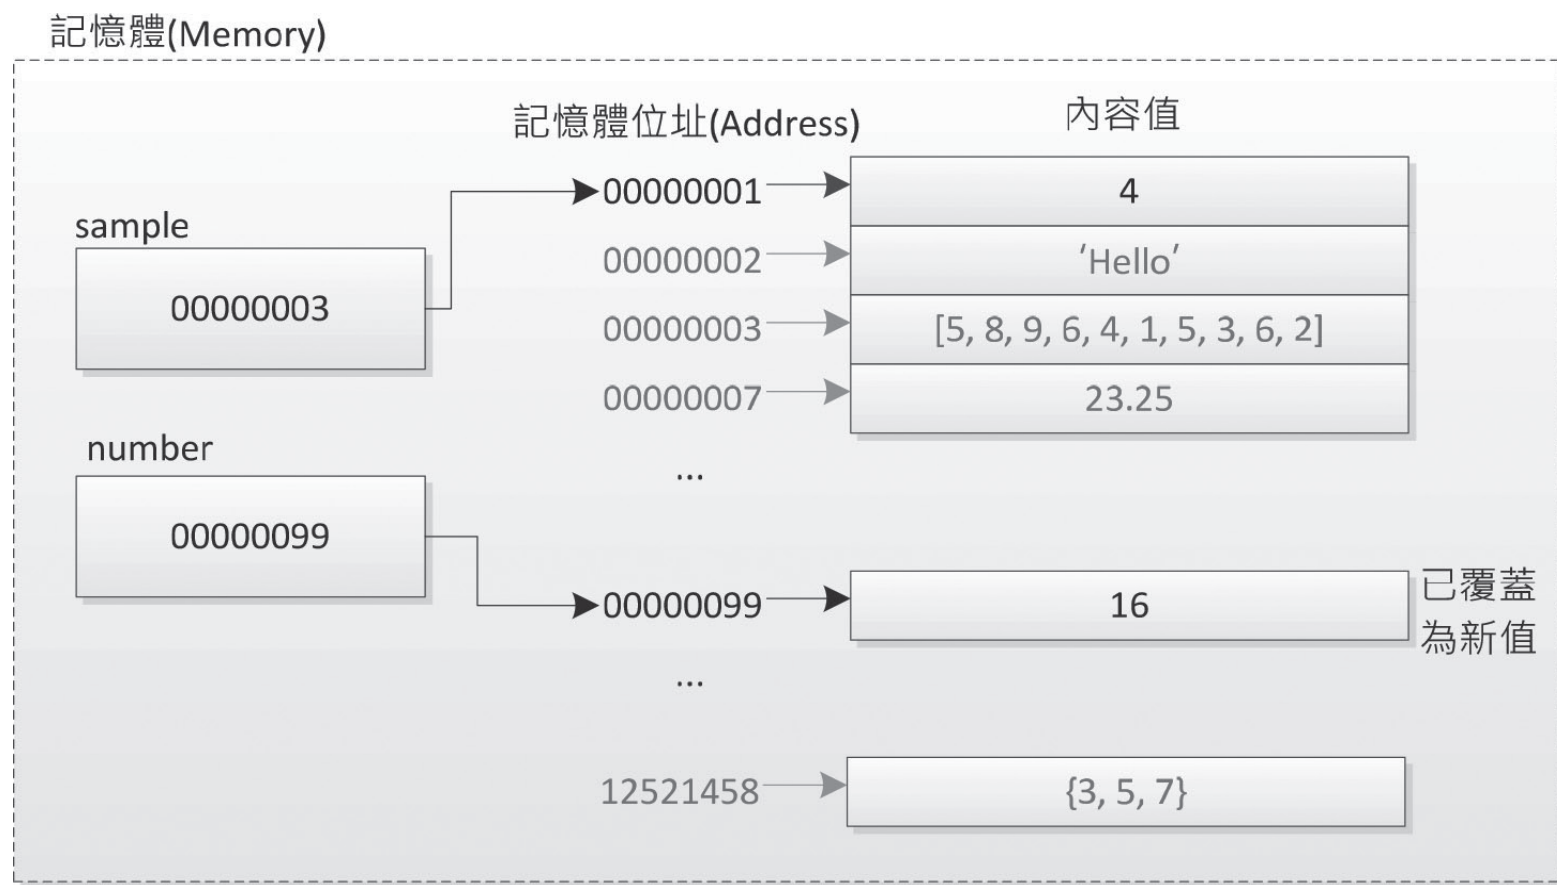 記憶體(Memory)
記憶體位址(Address)
內容值
sample
00000003
00000001
4
00000002
‘Hello’
00000003
[5, 8, 9, 6, 4, 1, 5, 3, 6, 2]
00000007
23.25
...
number
00000099
00000099
16
已覆蓋
為新值
...
12521458
{3, 5, 7}